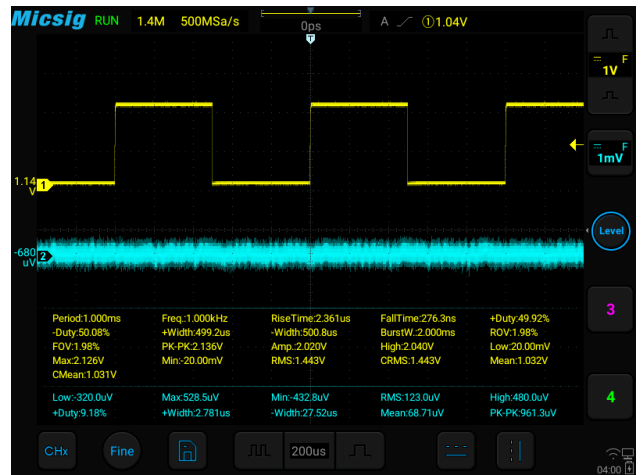 Micsig RUN 1.4M 500MSa/s 0ps A ①1.04V
T
F
1V
F
1mV
1.14 V 1
Level
-680 uV 2
3
Period:1.000ms Freq.:1.000kHz RiseTime:2.361us FallTime:276.3ns +Duty:49.92%
-Duty:50.08% +Width:499.2us -Width:500.8us BurstW.:2.000ms ROV:1.98%
FOV:1.98% PK-PK:2.136V Amp.:2.020V High:2.040V Low:20.00mV
Max:2.126V Min:-20.00mV RMS:1.443V CRMS:1.443V Mean:1.032V
CMean:1.031V
Low:-320.0uV Max:528.5uV Min:-432.8uV RMS:123.0uV High:480.0uV
+Duty:9.18% +Width:2.781us -Width:27.52us Mean:68.71uV PK-PK:961.3uV
4
CHx Fine 200us
04:00